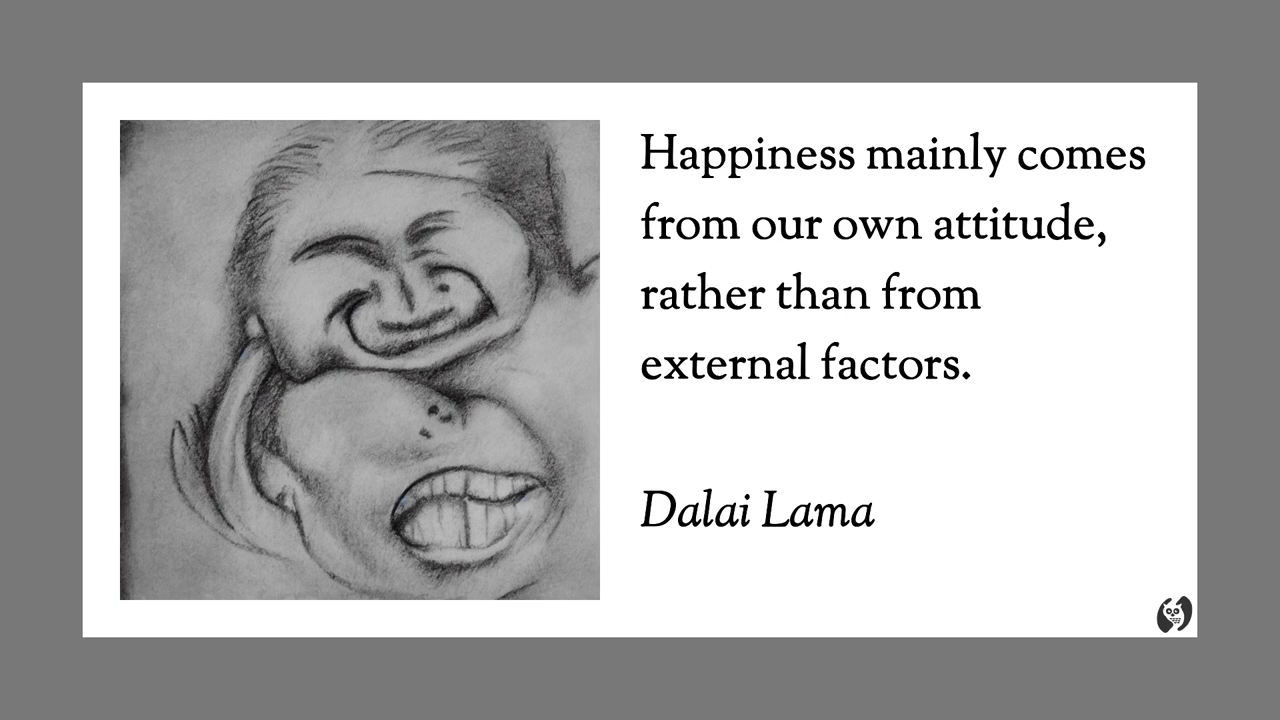 Happiness mainly comes
from our own attitude,
rather than from
external factors.
Dalai Lama